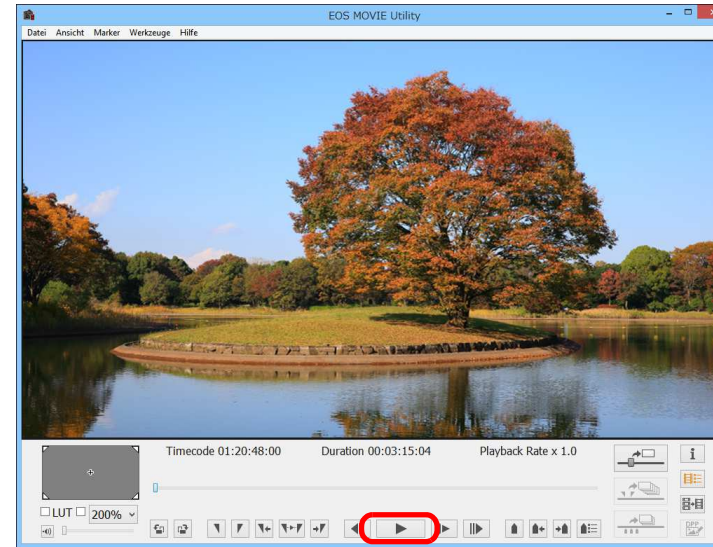 EOS MOVIE Utility
Datei Ansicht Marker Werkzeuge Hilfe
Timecode 01:20:48:00 Duration 00:03:15:04 Playback Rate x 1.0
LUT 200%
DPP